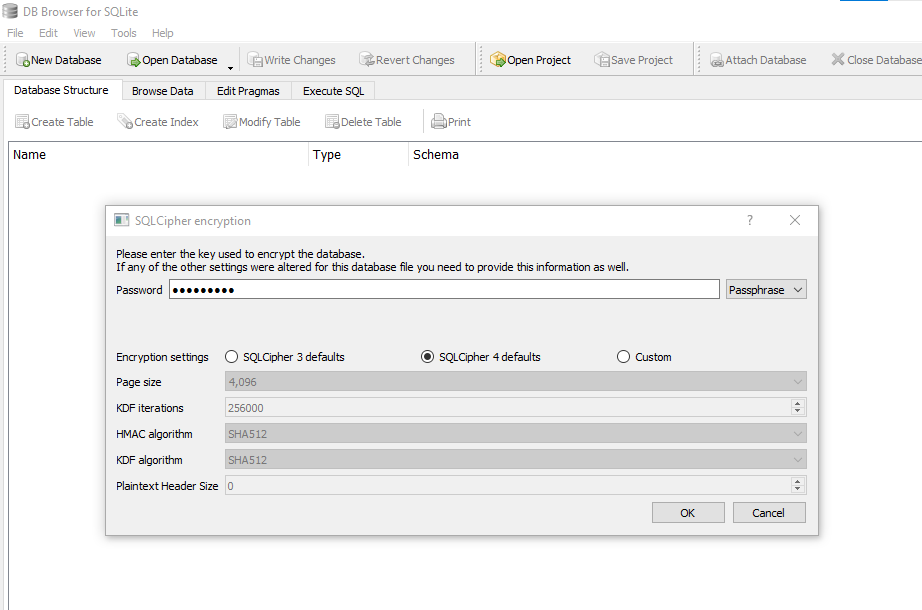 DB Browser for SQLite
File Edit View Tools Help
New Database Open Database Write Changes Revert Changes Open Project Save Project Attach Database Close Database
Database Structure Browse Data Edit Pragmas Execute SQL
Create Table Create Index Modify Table Delete Table Print
Name Type Schema
SQLCipher encryption ?
Please enter the key used to encrypt the database.
If any of the other settings were altered for this database file you need to provide this information as well.
Password ●●●●●●●●● Passphrase
Encryption settings SQLCipher 3 defaults SQLCipher 4 defaults Custom
Page size 4,096
KDF iterations 256000
HMAC algorithm SHA512
KDF algorithm SHA512
Plaintext Header Size 0
OK Cancel